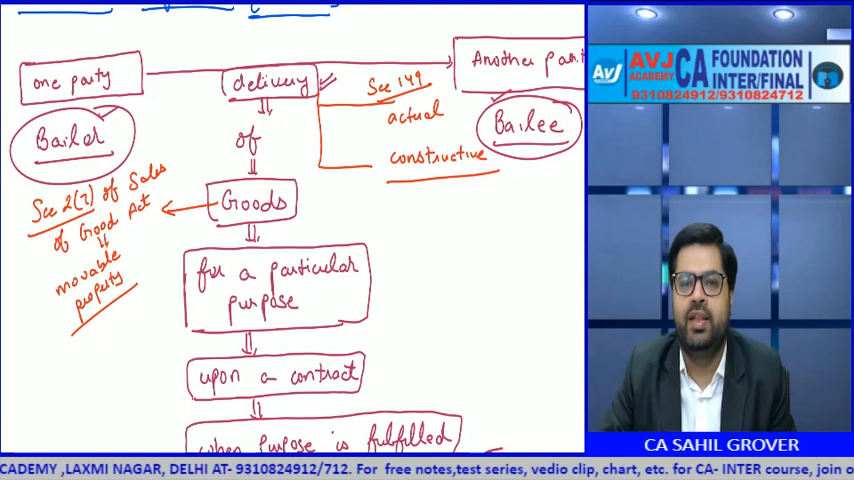 one party
delivery
Another part
Sec 149
actual
constructive
Bailor
Bailee
of
Sec 2(7) of Sales
of Good Act
movable
property
Goods
for a particular
purpose
upon a contract
when purpose is fulfilled
AVJ
ACADEMY
CA
FOUNDATION
INTER/FINAL
9310824912/9310824712
CA SAHIL GROVER
CADEMY ,LAXMI NAGAR, DELHI AT- 9310824912/712. For free notes,test series, vedio clip, chart, etc. for CA- INTER course, join o